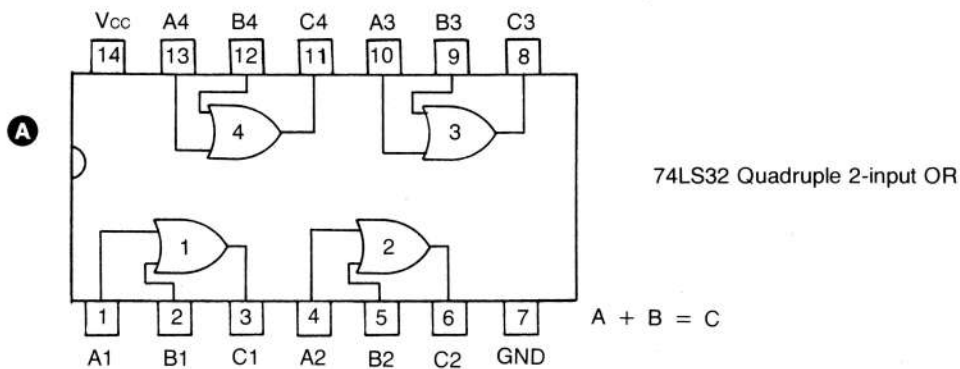 Vcc A4 B4 C4 A3 B3 C3
14 13 12 11 10 9 8
A
4 3
74LS32 Quadruple 2-input OR
1 2
1 2 3 4 5 6 7
A + B = C
A1 B1 C1 A2 B2 C2 GND